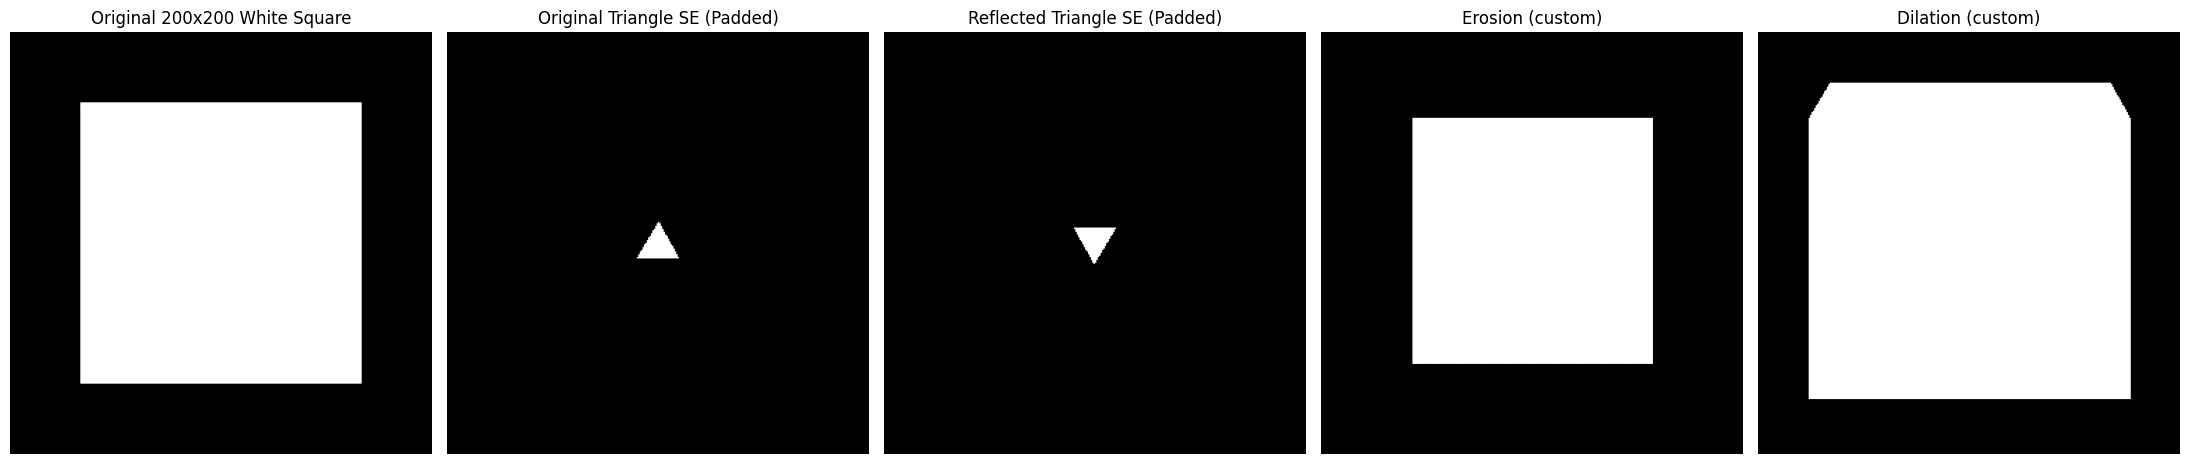 Original 200x200 White Square
Original Triangle SE (Padded)
Reflected Triangle SE (Padded)
Erosion (custom)
Dilation (custom)